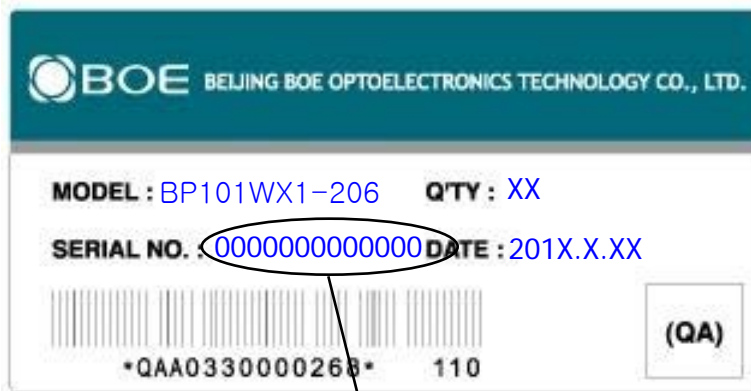 BOE BEIJING BOE OPTOELECTRONICS TECHNOLOGY CO., LTD.
MODEL : BP101WX1-206 Q'TY : XX
SERIAL NO. : 0000000000000 DATE : 201X.X.XX
(QA)
*QAA0330000268* 110